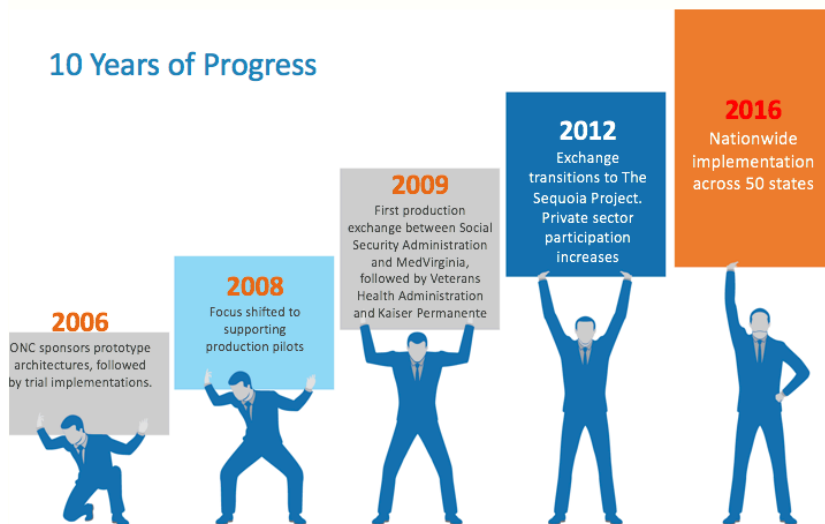 10 Years of Progress
2006
ONC sponsors prototype
architectures, followed
by trial implementations.
2008
Focus shifted to
supporting
production pilots
2009
First production
exchange between Social
Security Administration
and MedVirginia,
followed by Veterans
Health Administration
and Kaiser Permanente
2012
Exchange
transitions to The
Sequoia Project.
Private sector
participation
increases
2016
Nationwide
implementation
across 50 states